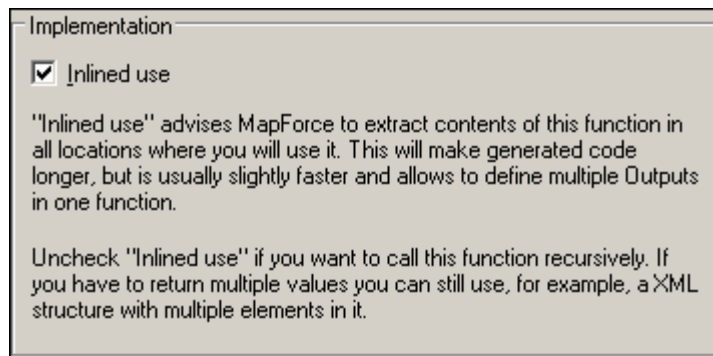 Implementation
Inlined use
"Inlined use" advises MapForce to extract contents of this function in
all locations where you will use it. This will make generated code
longer, but is usually slightly faster and allows to define multiple Outputs
in one function.
Uncheck "Inlined use" if you want to call this function recursively. If
you have to return multiple values you can still use, for example, a XML
structure with multiple elements in it.